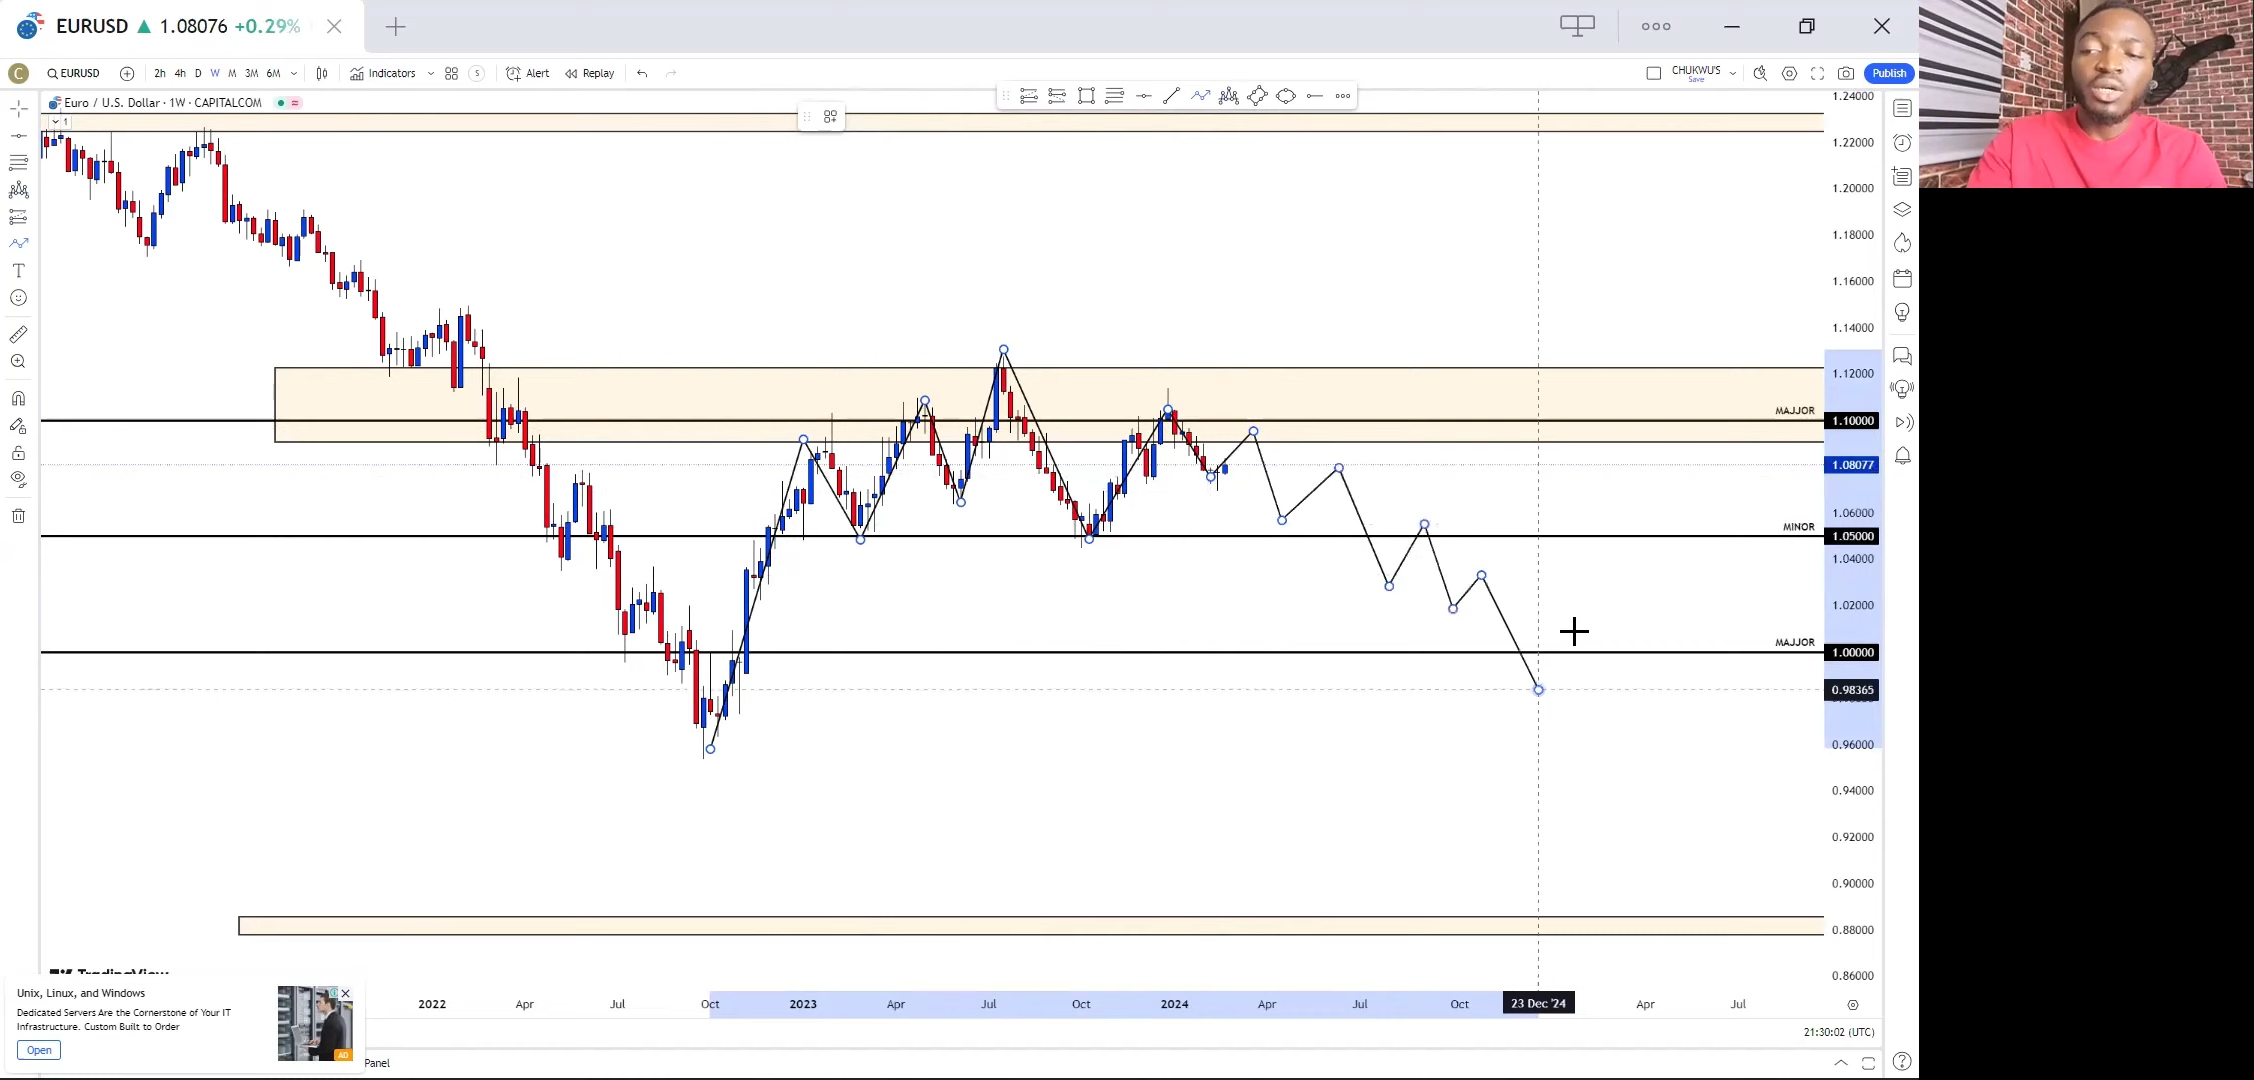 EURUSD ▲ 1.08076 +0.29%
EURUSD 2h 4h D W M 3M 6M Indicators Alert Replay CHUKWU'S Save Publish
C
S
Euro / U.S. Dollar · 1W · CAPITALCOM
1
1.24000
1.22000
1.20000
1.18000
1.16000
1.14000
1.12000
MAJJOR 1.10000
1.08077
1.06000
MINOR 1.05000
1.04000
1.02000
MAJJOR 1.00000
0.98365
0.96000
0.94000
0.92000
0.90000
0.88000
0.86000
TradingView
Unix, Linux, and Windows
Dedicated Servers Are the Cornerstone of Your IT
Infrastructure. Custom Built to Order
Open
AD
2022 Apr Jul Oct 2023 Apr Jul Oct 2024 Apr Jul Oct 23 Dec '24 Apr Jul
21:30:02 (UTC)
Panel